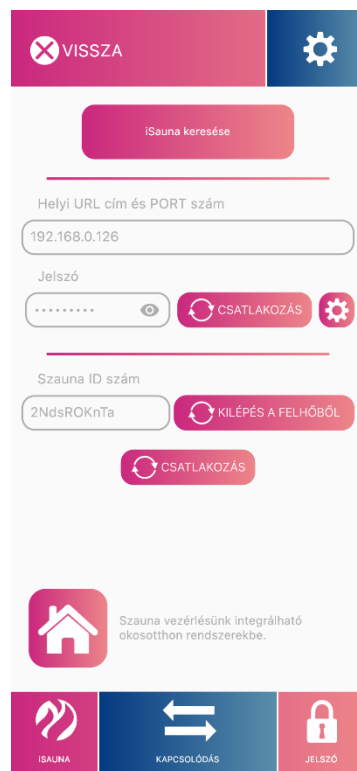 VISSZA
iSauna keresése
Helyi URL cím és PORT szám
192.168.0.126
Jelszó
·········
CSATLAKOZÁS
Szauna ID szám
2NdsROKnTa
KILÉPÉS A FELHŐBŐL
CSATLAKOZÁS
Szauna vezérlésünk integrálható
okosotthon rendszerekbe.
iSAUNA
KAPCSOLÓDÁS
JELSZÓ